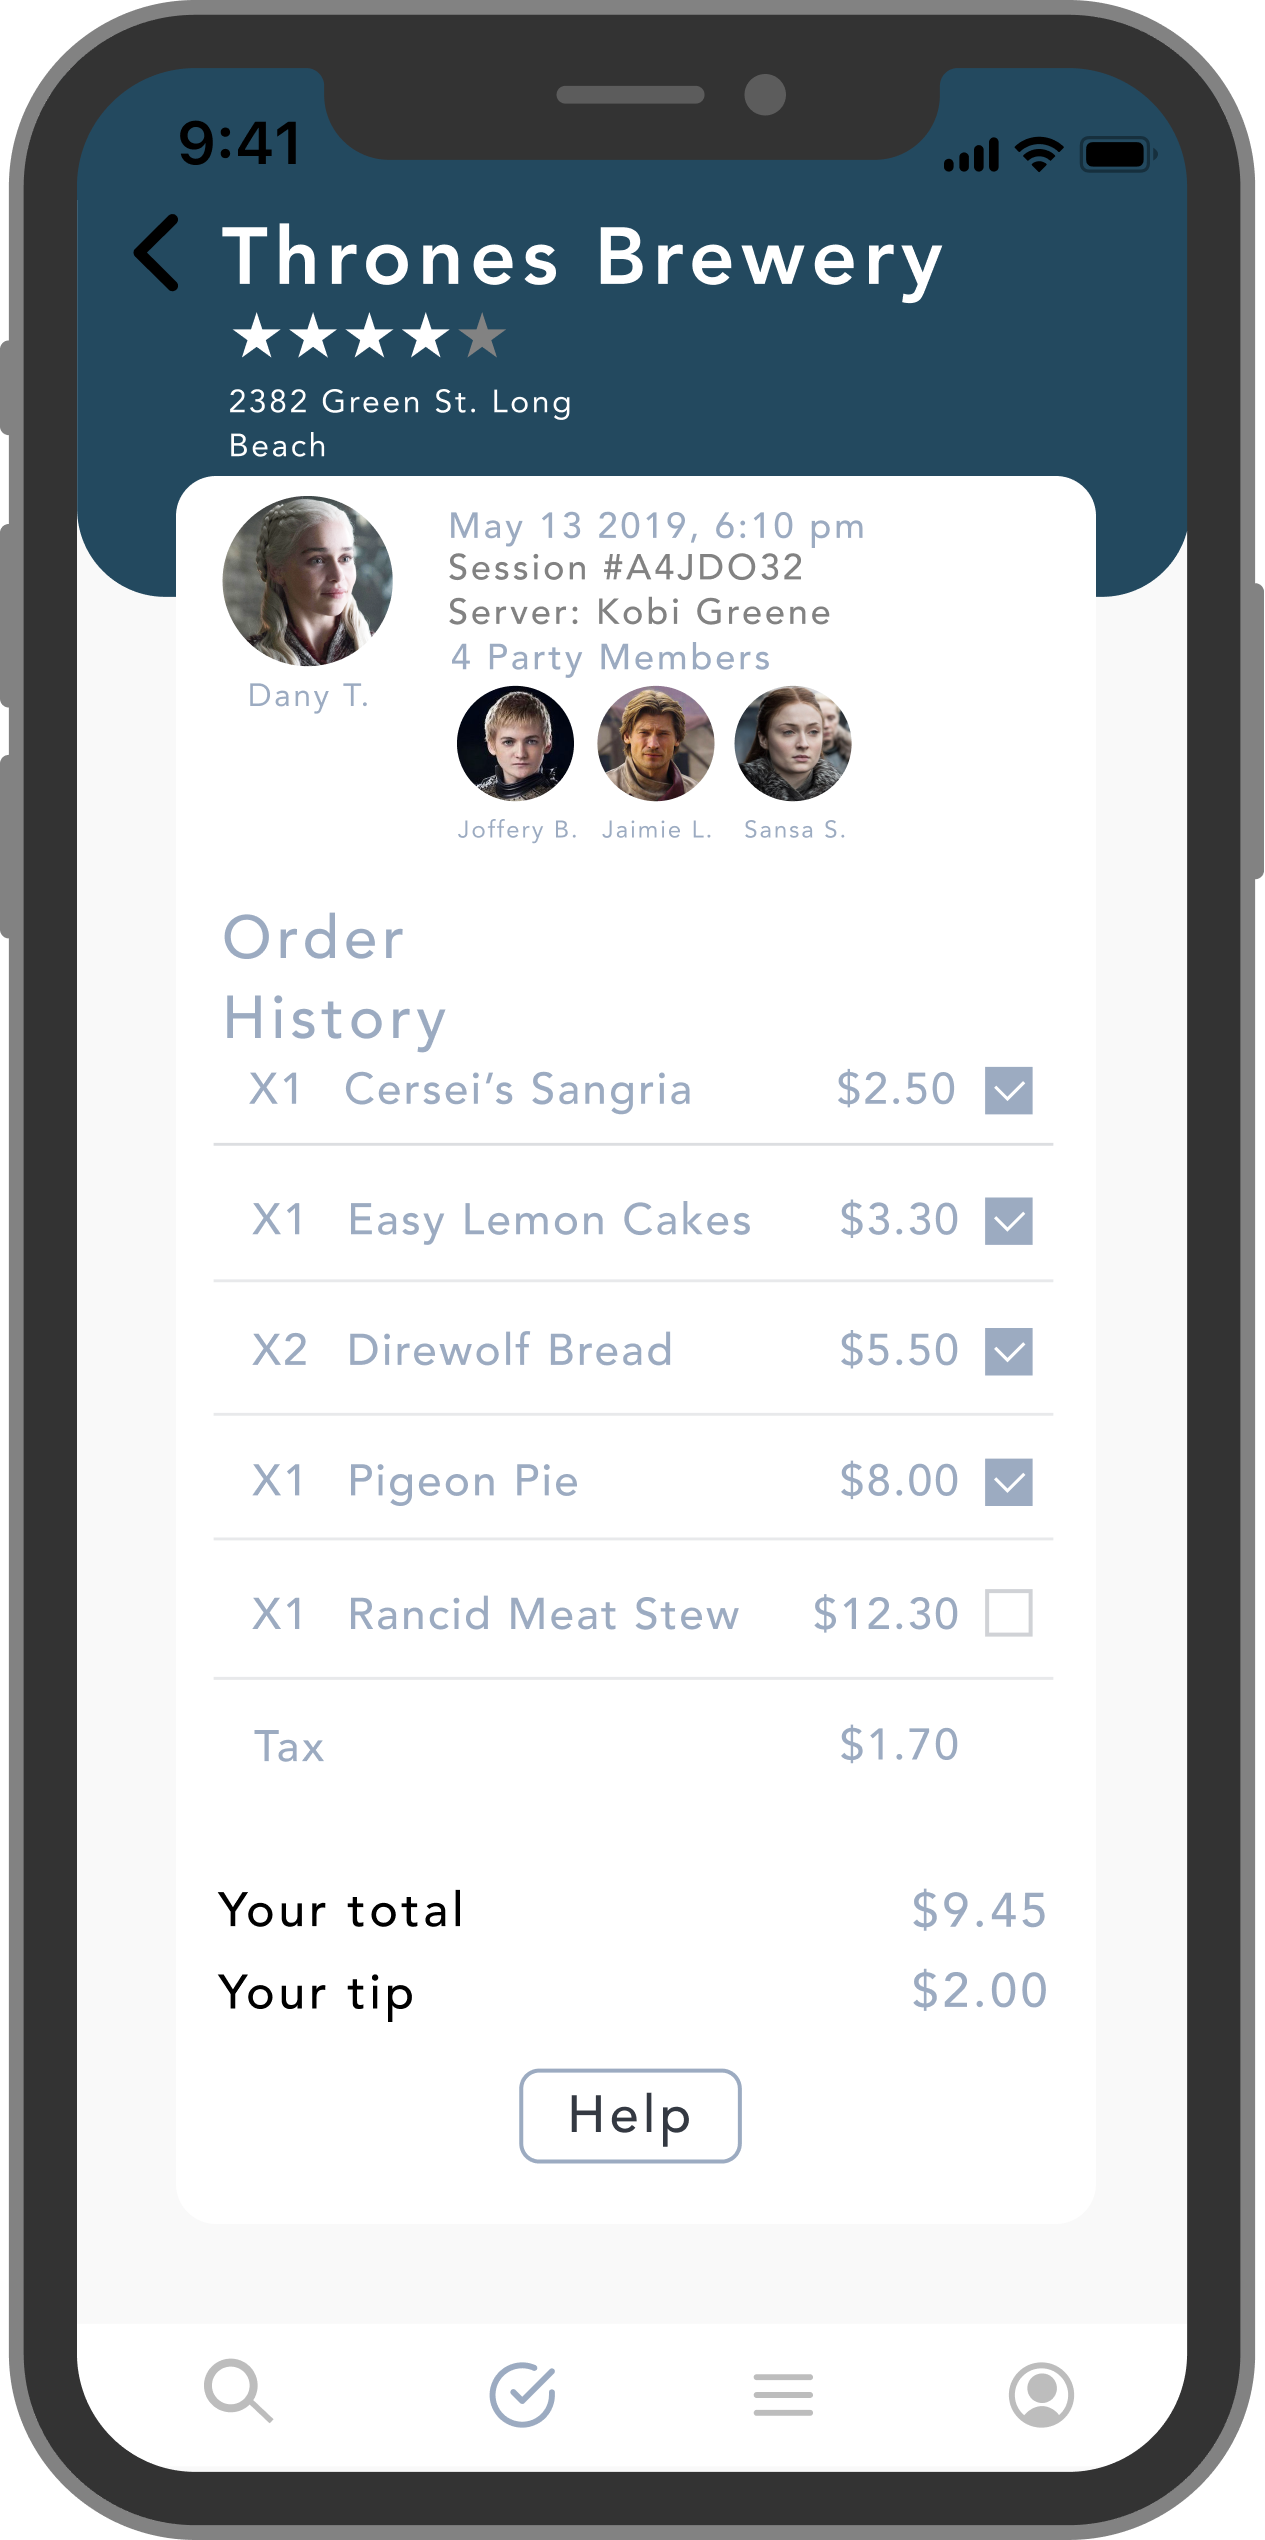 9:41
Thrones Brewery
2382 Green St. Long
Beach
May 13 2019, 6:10 pm
Session #A4JDO32
Server: Kobi Greene
4 Party Members
Dany T.
Joffery B. Jaimie L. Sansa S.
Order
History
X1 Cersei’s Sangria $2.50
X1 Easy Lemon Cakes $3.30
X2 Direwolf Bread $5.50
X1 Pigeon Pie $8.00
X1 Rancid Meat Stew $12.30
Tax $1.70
Your total $9.45
Your tip $2.00
Help